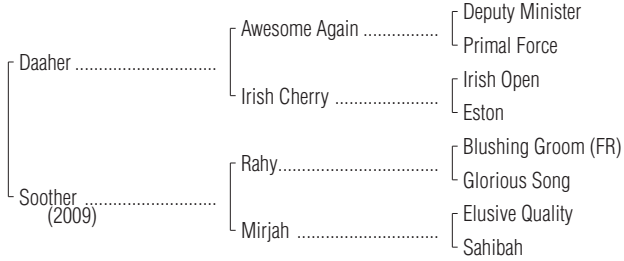 Deputy Minister
Awesome Again ................
Primal Force
Daaher ..............................
Irish Open
Irish Cherry ......................
Eston
Blushing Groom (FR)
Rahy..................................
Glorious Song
Soother ............................
(2009)
Elusive Quality
Mirjah ..............................
Sahibah